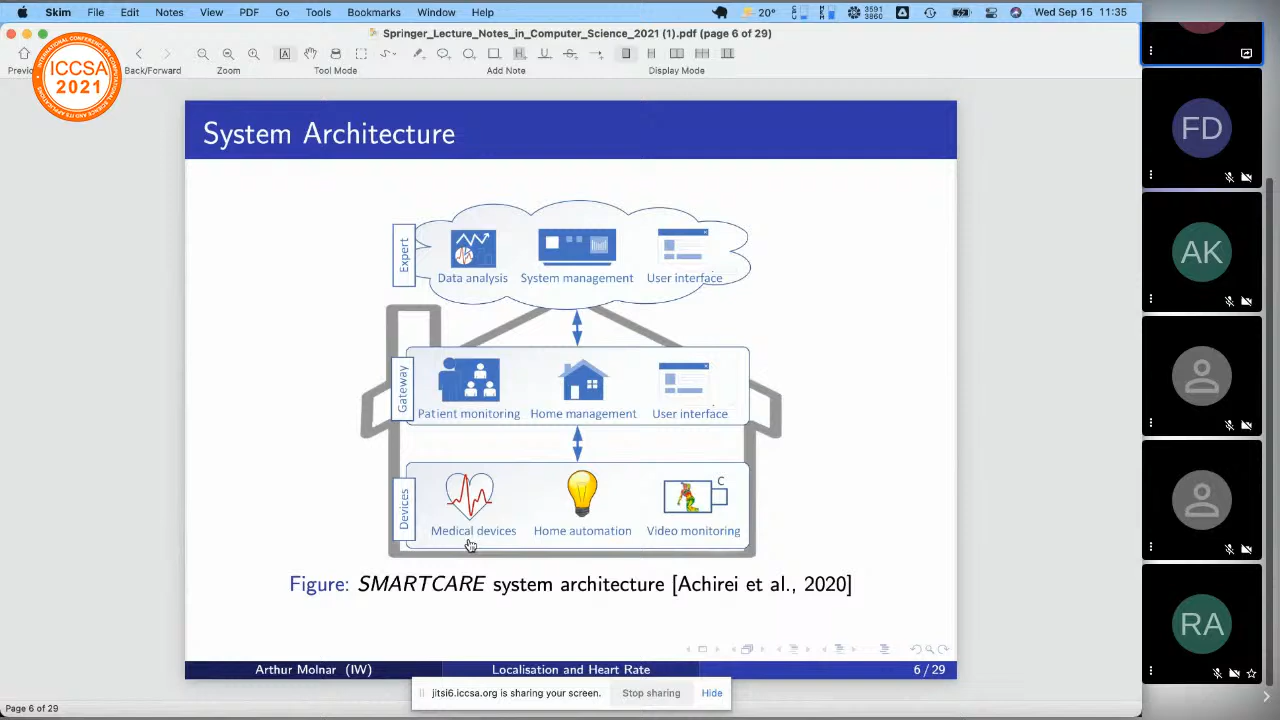 Skim File Edit View PDF Go Tools Bookmarks Window Help 20° 3591 3860 Wed Sep 15 11:35
Springer_Lecture_Notes_in_Computer_Science_2021 (1).pdf (page 6 of 29)
Back/Forward Zoom Tool Mode Add Note Display Mode
ICCSA
2021
System Architecture
Expert
Data analysis System management User interface
Gateway
Patient monitoring Home management User interface
Devices
C
Medical devices Home automation Video monitoring
Figure: SMARTCARE system architecture [Achirei et al., 2020]
Arthur Molnar (IW) Localisation and Heart Rate 6 / 29
jitsi6.iccsa.org is sharing your screen. Stop sharing Hide
Page 6 of 29
FD
AK
RA